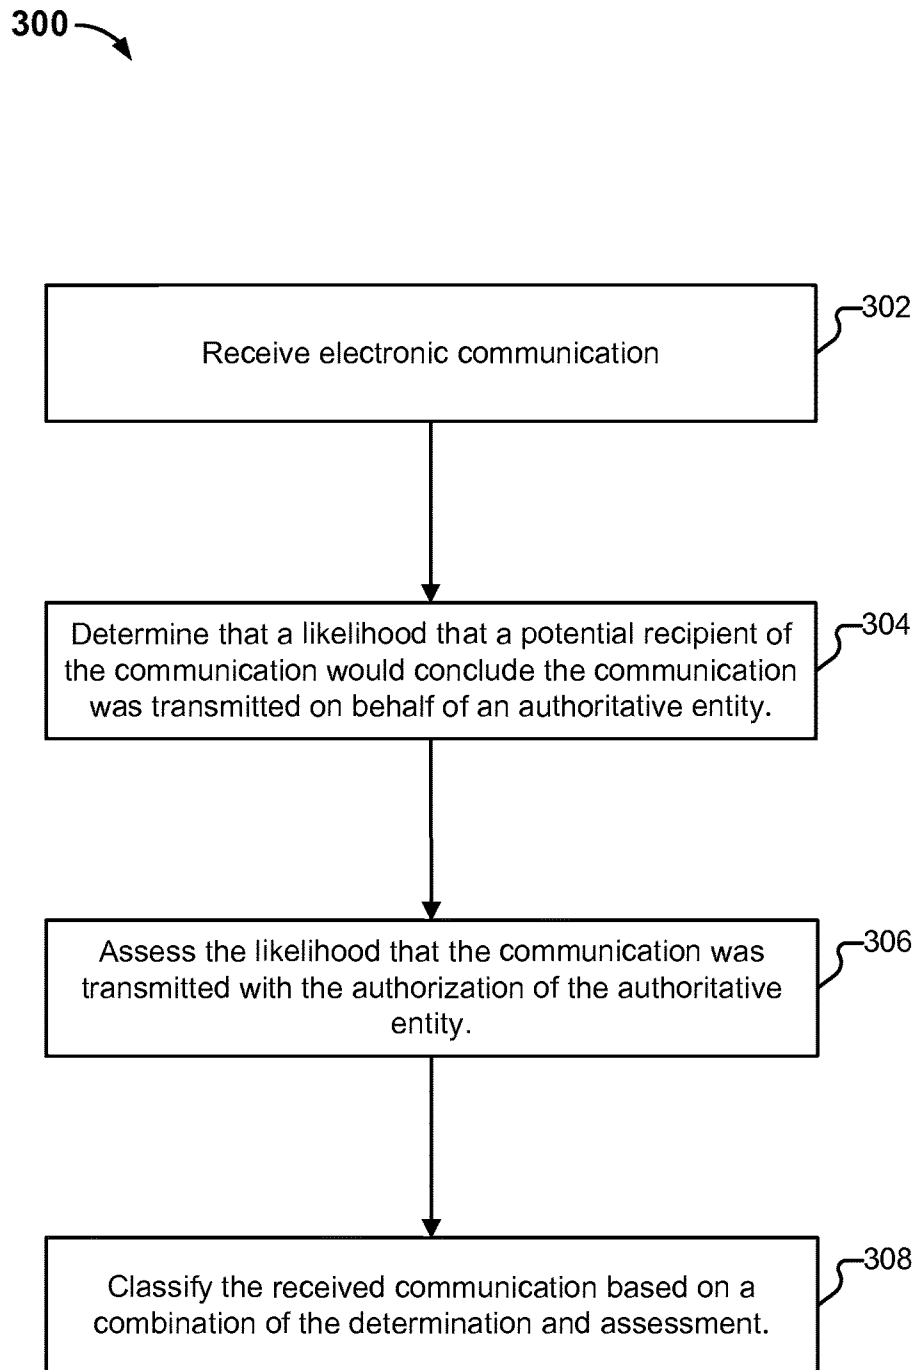 300
302
Receive electronic communication
304
Determine that a likelihood that a potential recipient of
the communication would conclude the communication
was transmitted on behalf of an authoritative entity.
306
Assess the likelihood that the communication was
transmitted with the authorization of the authoritative
entity.
308
Classify the received communication based on a
combination of the determination and assessment.